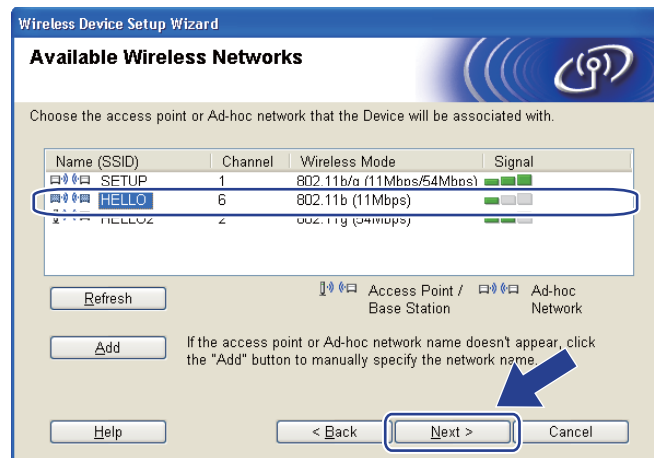 Wireless Device Setup Wizard
Available Wireless Networks
Choose the access point or Ad-hoc network that the Device will be associated with.
Name (SSID) Channel Wireless Mode Signal
SETUP 1 802.11b/g (11Mbps/54Mbps)
HELLO 6 802.11b (11Mbps)
HELLO2 2 802.11g (54Mbps)
Refresh
Access Point / Base Station
Ad-hoc Network
Add
If the access point or Ad-hoc network name doesn't appear, click
the "Add" button to manually specify the network name.
Help < Back Next > Cancel